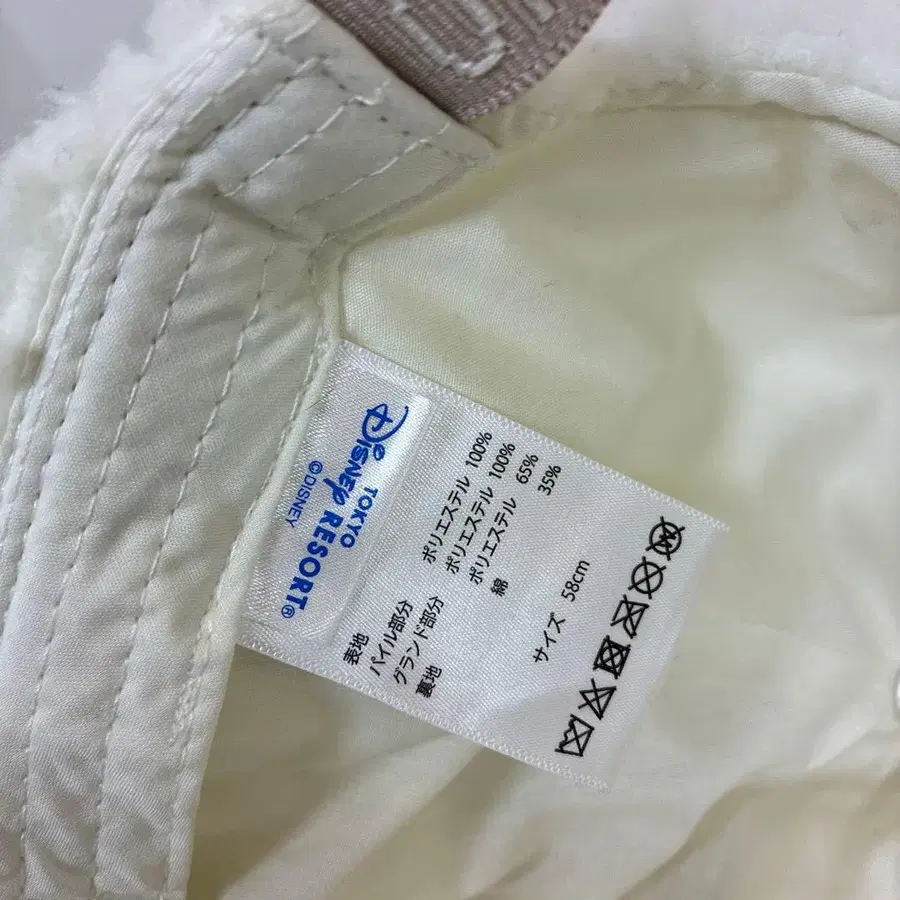 TOKYO
Disney RESORT®
©DISNEY
表地
パイル部分 ポリエステル 100%
グランド部分 ポリエステル 100%
裏地 ポリエステル 65%
綿 35%
サイズ 58cm